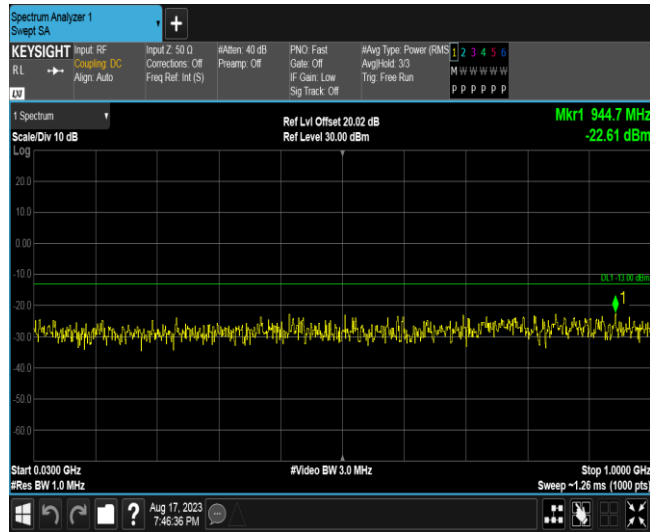 Spectrum Analyzer 1
Swept SA
+
KEYSIGHT
RL
LXI
Input: RF
Coupling: DC
Align: Auto
Input Z: 50 Ω
Corrections: Off
Freq Ref: Int (S)
#Atten: 40 dB
Preamp: Off
PNO: Fast
Gate: Off
IF Gain: Low
Sig Track: Off
#Avg Type: Power (RMS
Avg|Hold: 3/3
Trig: Free Run
1 2 3 4 5 6
M W W W W W
P P P P P P
1 Spectrum
Scale/Div 10 dB
Log
Ref Lvl Offset 20.02 dB
Ref Level 30.00 dBm
Mkr1 944.7 MHz
-22.61 dBm
20.0
10.0
0.00
-10.0
DL1 -13.00 dBm
1
-20.0
-30.0
-40.0
-50.0
-60.0
Start 0.0300 GHz
#Res BW 1.0 MHz
#Video BW 3.0 MHz
Stop 1.0000 GHz
Sweep ~1.26 ms (1000 pts)
?
Aug 17, 2023
7:46:36 PM